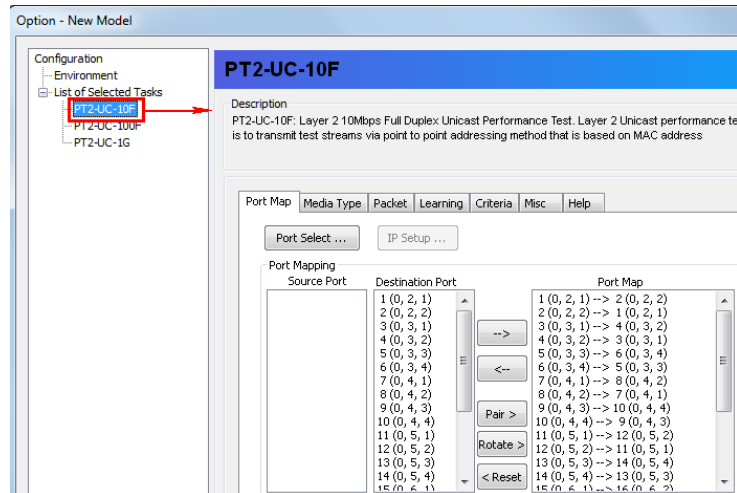 Option - New Model
Configuration
Environment
List of Selected Tasks
PT2-UC-10F
PT2-UC-100F
PT2-UC-1G
PT2-UC-10F
Description
PT2-UC-10F: Layer 2 10Mbps Full Duplex Unicast Performance Test. Layer 2 Unicast performance te
is to transmit test streams via point to point addressing method that is based on MAC address
Port Map Media Type Packet Learning Criteria Misc Help
Port Select ... IP Setup ...
Port Mapping
Source Port Destination Port Port Map
1 (0, 2, 1)
2 (0, 2, 2)
3 (0, 3, 1)
4 (0, 3, 2)
5 (0, 3, 3)
6 (0, 3, 4)
7 (0, 4, 1)
8 (0, 4, 2)
9 (0, 4, 3)
10 (0, 4, 4)
11 (0, 5, 1)
12 (0, 5, 2)
13 (0, 5, 3)
14 (0, 5, 4)
15 (0, 6, 1)
-->
<--
Pair >
Rotate >
< Reset
1 (0, 2, 1) --> 2 (0, 2, 2)
2 (0, 2, 2) --> 1 (0, 2, 1)
3 (0, 3, 1) --> 4 (0, 3, 2)
4 (0, 3, 2) --> 3 (0, 3, 1)
5 (0, 3, 3) --> 6 (0, 3, 4)
6 (0, 3, 4) --> 5 (0, 3, 3)
7 (0, 4, 1) --> 8 (0, 4, 2)
8 (0, 4, 2) --> 7 (0, 4, 1)
9 (0, 4, 3) --> 10 (0, 4, 4)
10 (0, 4, 4) --> 9 (0, 4, 3)
11 (0, 5, 1) --> 12 (0, 5, 2)
12 (0, 5, 2) --> 11 (0, 5, 1)
13 (0, 5, 3) --> 14 (0, 5, 4)
14 (0, 5, 4) --> 13 (0, 5, 3)
15 (0, 6, 1) --> 16 (0, 6, 2)